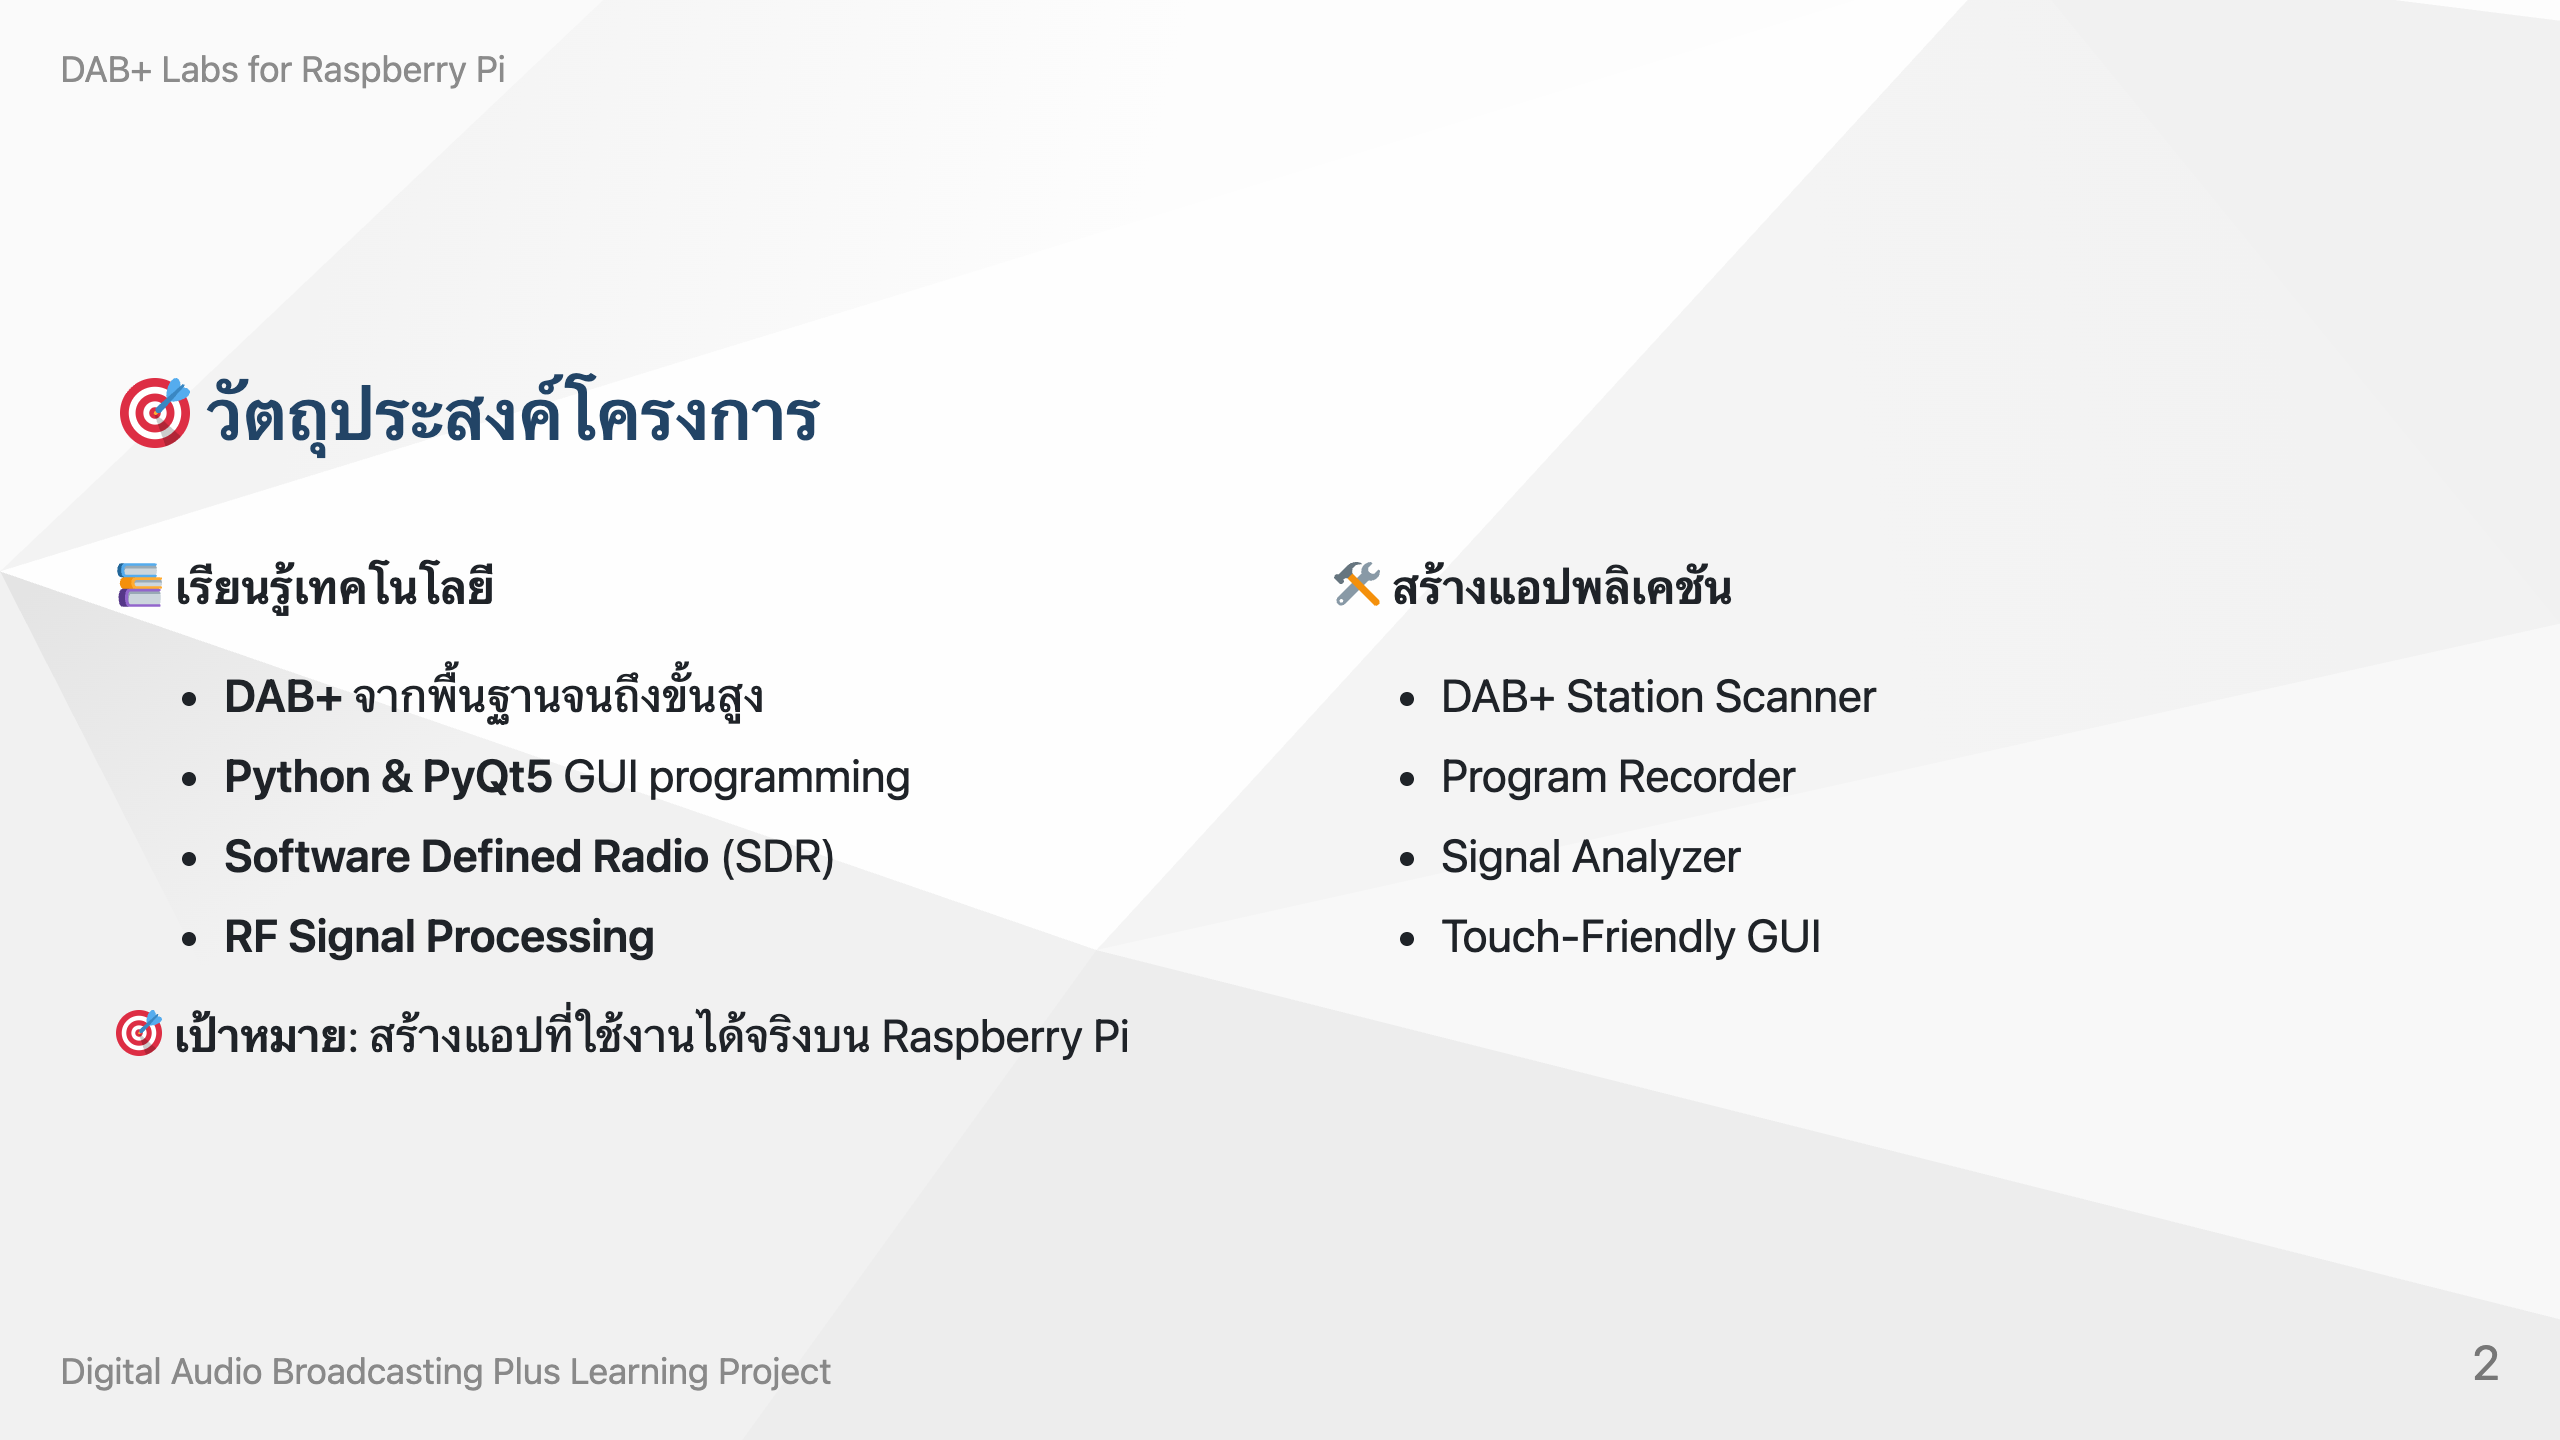 DAB+ Labs for Raspberry Pi
🎯 วัตถุประสงค์โครงการ
📚 เรียนรู้เทคโนโลยี
• DAB+ จากพื้นฐานจนถึงขั้นสูง
• Python & PyQt5 GUI programming
• Software Defined Radio (SDR)
• RF Signal Processing
🛠️ สร้างแอปพลิเคชัน
• DAB+ Station Scanner
• Program Recorder
• Signal Analyzer
• Touch-Friendly GUI
🎯 เป้าหมาย: สร้างแอปที่ใช้งานได้จริงบน Raspberry Pi
Digital Audio Broadcasting Plus Learning Project
2